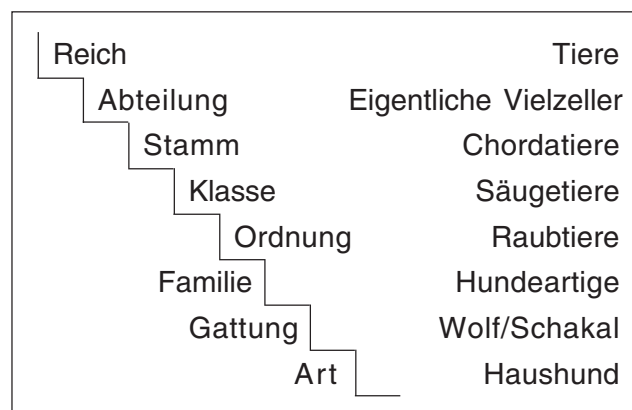 Reich Tiere
Abteilung Eigentliche Vielzeller
Stamm Chordatiere
Klasse Säugetiere
Ordnung Raubtiere
Familie Hundeartige
Gattung Wolf/Schakal
Art Haushund